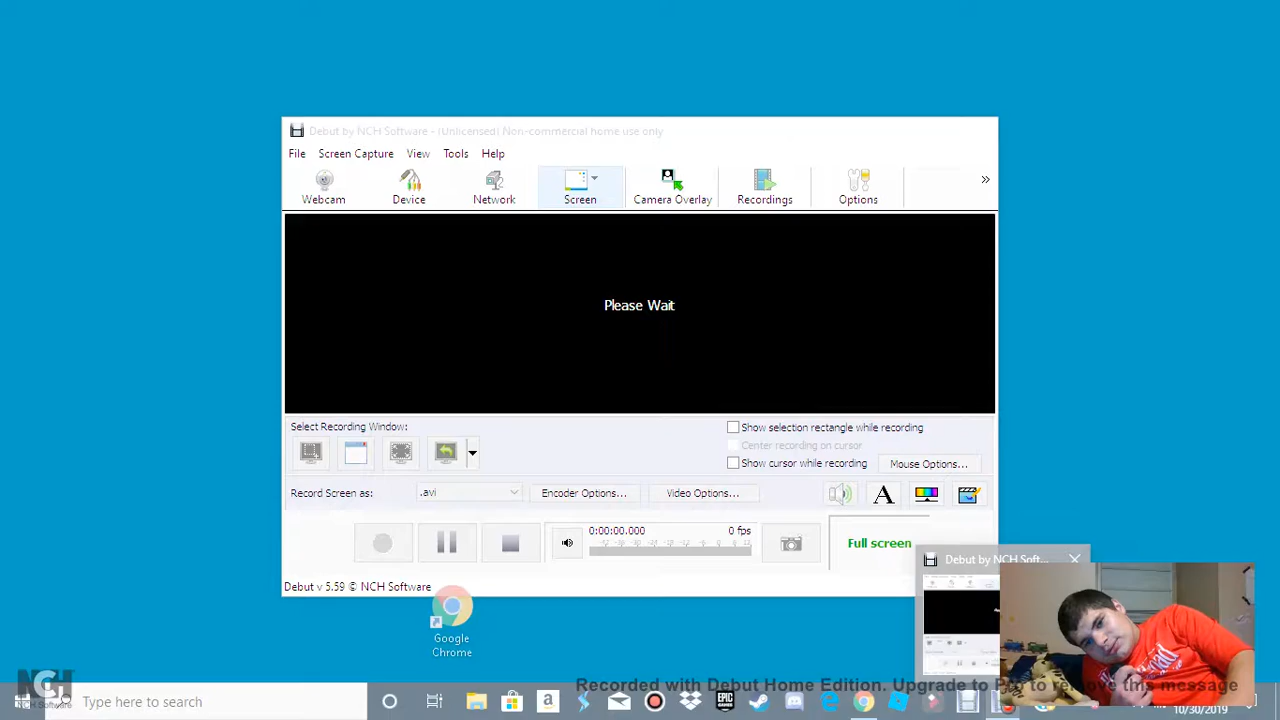 Debut by NCH Software - (Unlicensed) Non-commercial home use only
File Screen Capture View Tools Help
Webcam Device Network Screen Camera Overlay Recordings Options »
Please Wait
Select Recording Window:
Show selection rectangle while recording
Center recording on cursor
Show cursor while recording Mouse Options...
Record Screen as: .avi Encoder Options... Video Options... A
0:00:00.000 0 fps
Full screen
Debut by NCH Soft...
Debut v 5.59 © NCH Software
Google
Chrome
NCH Software
Type here to search
a
EPIC
GAMES
Recorded with Debut Home Edition. Upgrade to Pro to remove this message
10/30/2019